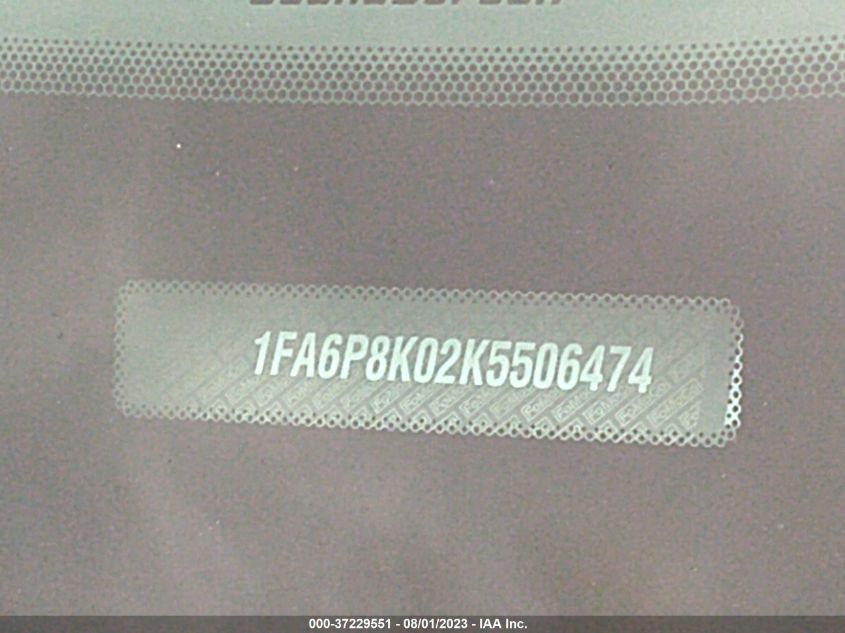 1FA6P8K02K5506474
000-37229551 - 08/01/2023 - IAA Inc.